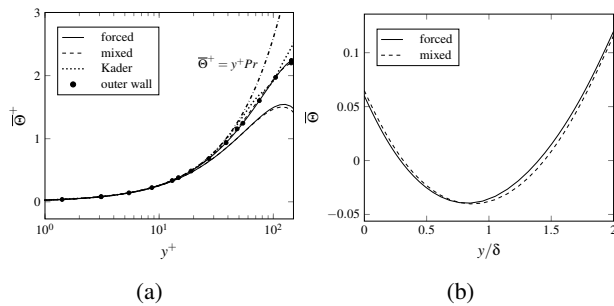 (a)
3
2
1
0
Θ̅⁺
forced
mixed
Kader
outer wall
Θ̅⁺ = y⁺Pr
10⁰ 10¹ 10²
y⁺
(b)
0.1
0.05
0
−0.05
Θ̅
forced
mixed
0 0.5 1 1.5 2
y/δ
(a) (b)